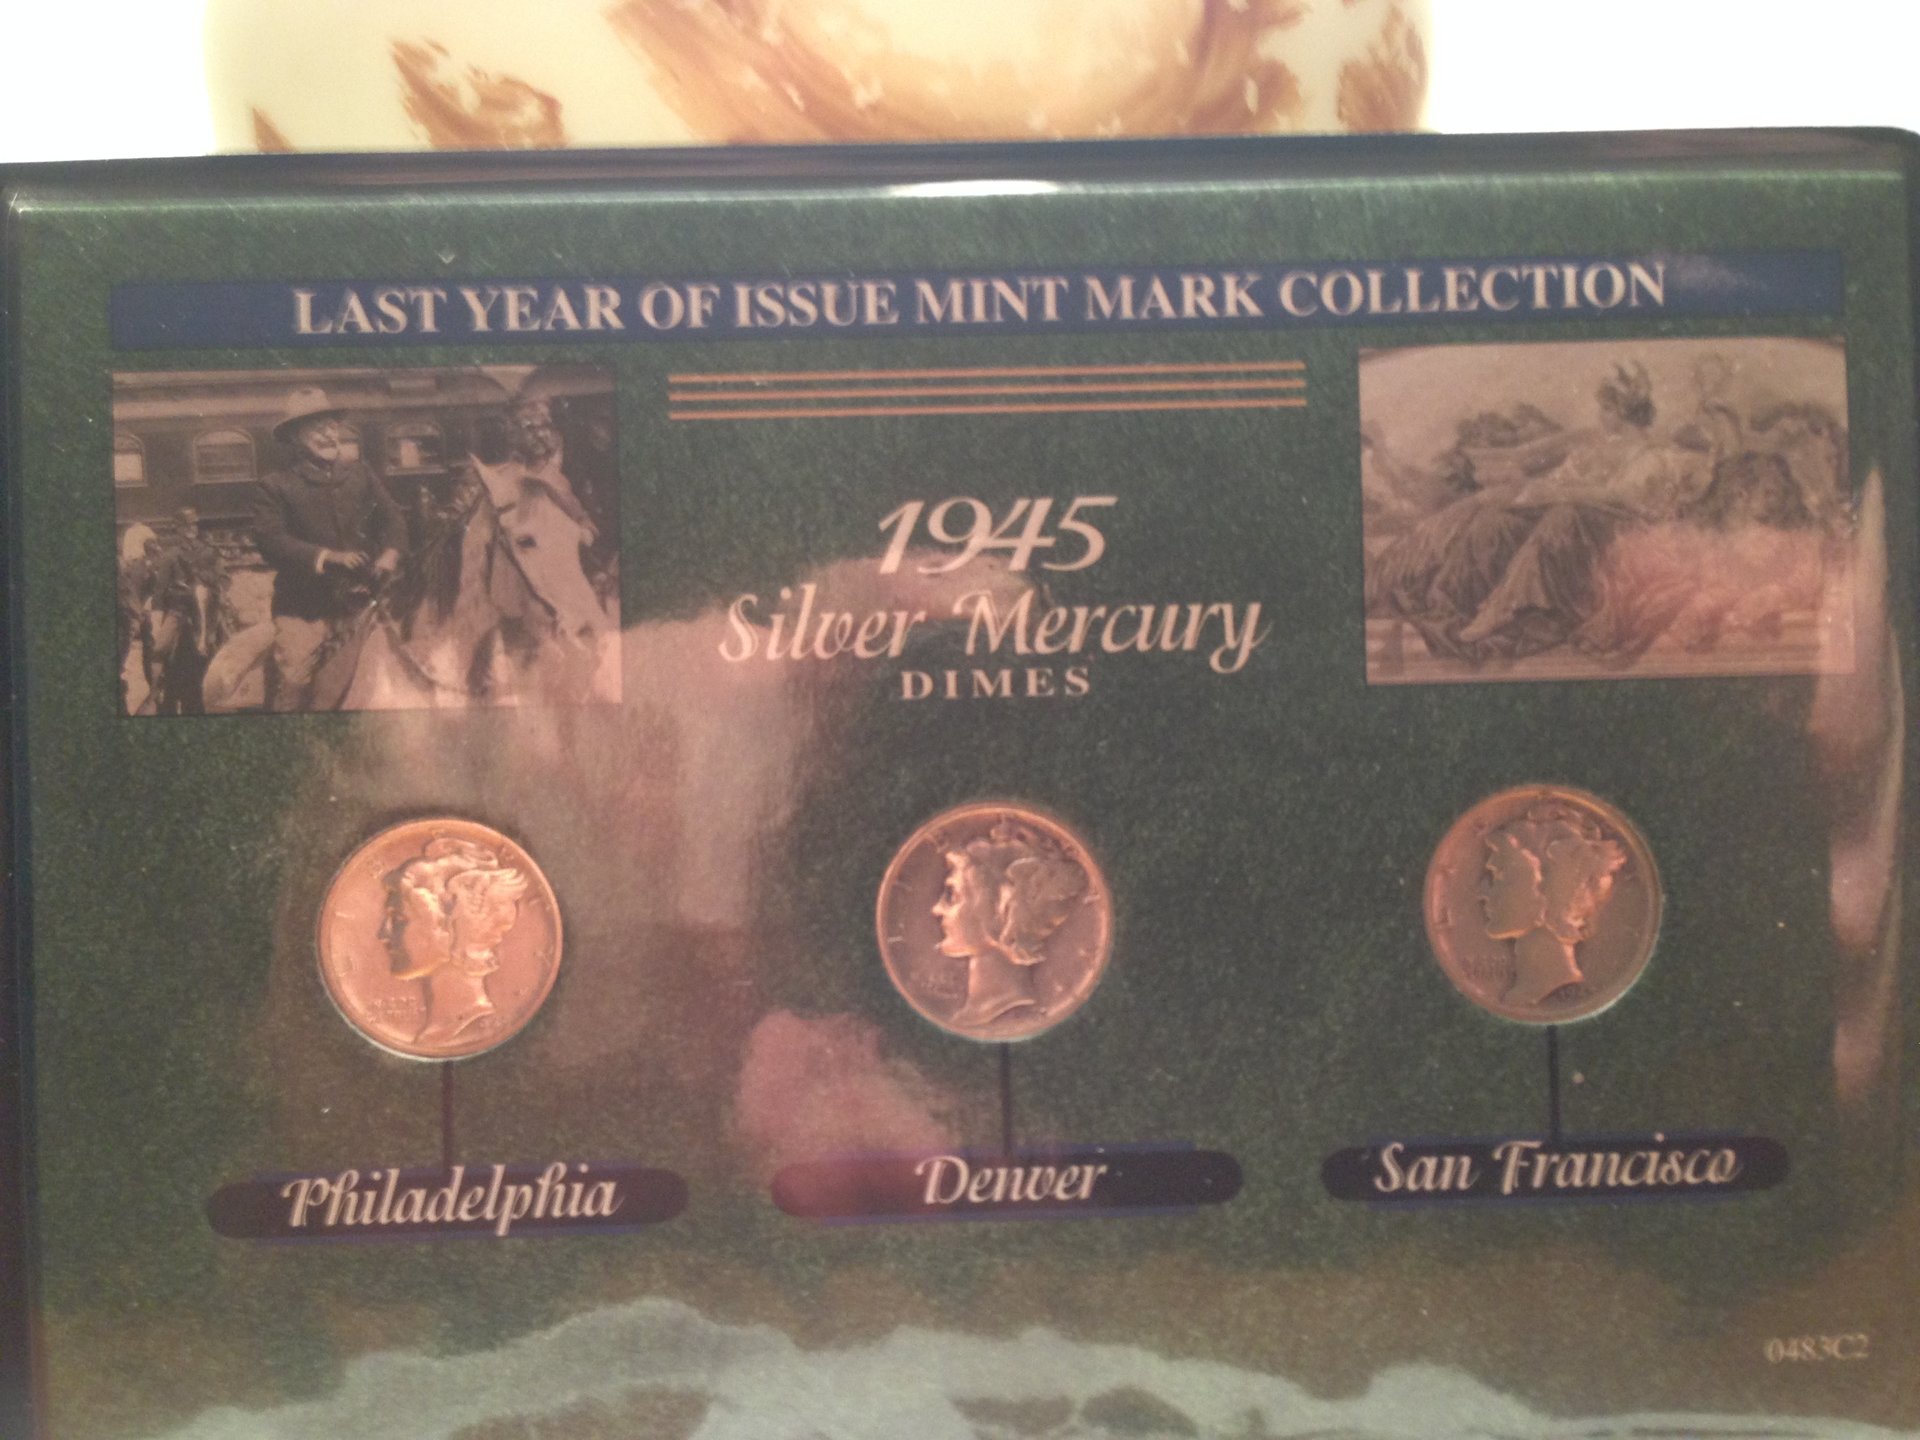 LAST YEAR OF ISSUE MINT MARK COLLECTION
1945
Silver Mercury
DIMES
Philadelphia
Denver
San Francisco
0483C2